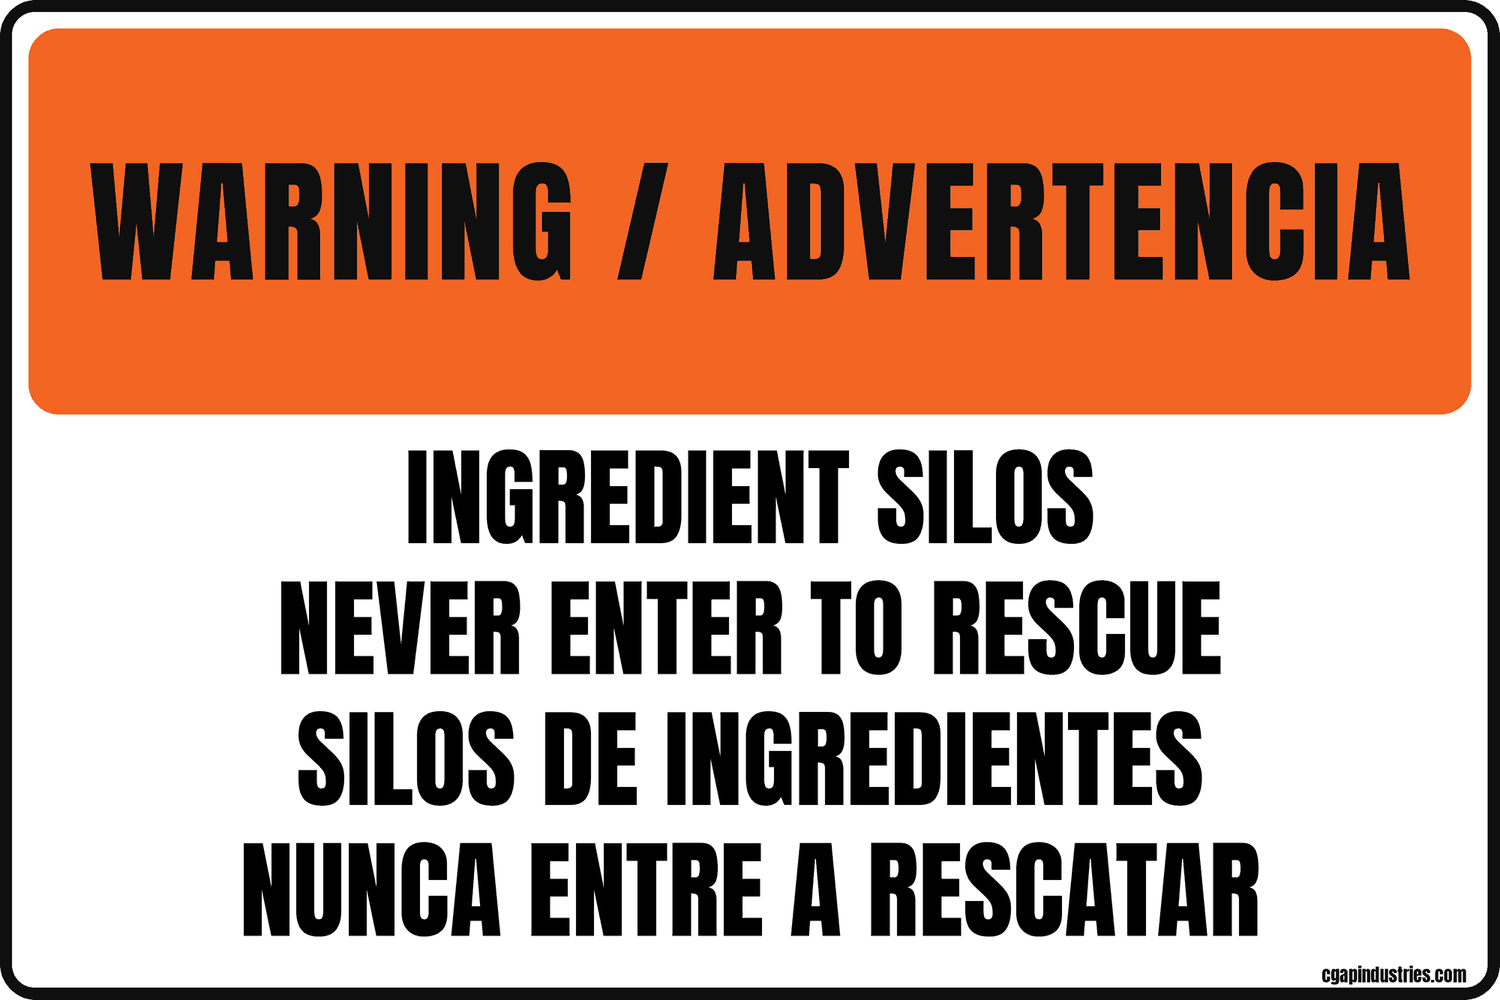 WARNING / ADVERTENCIA
INGREDIENT SILOS
NEVER ENTER TO RESCUE
SILOS DE INGREDIENTES
NUNCA ENTRE A RESCATAR
cgapindustries.com